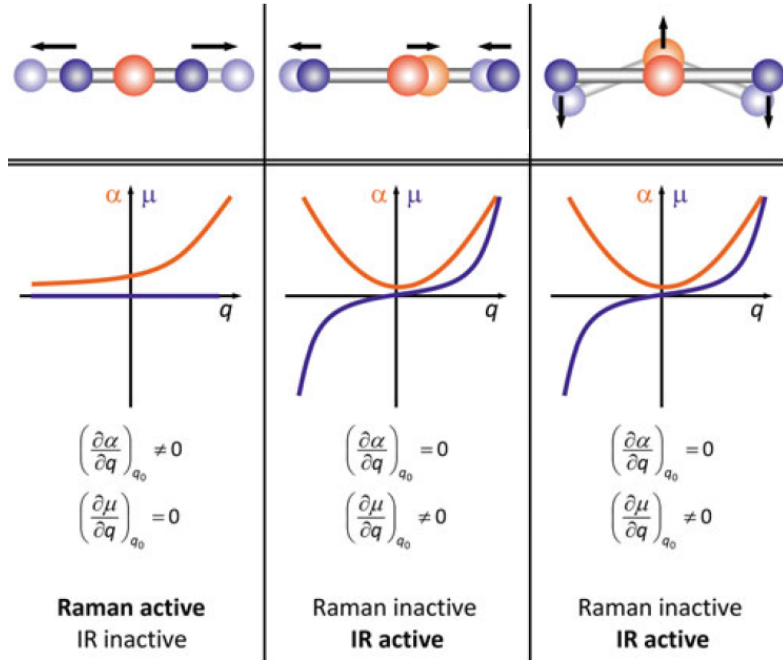 α μ
q
(∂α/∂q)q₀ ≠ 0
(∂μ/∂q)q₀ = 0
Raman active
IR inactive
α μ
q
(∂α/∂q)q₀ = 0
(∂μ/∂q)q₀ ≠ 0
Raman inactive
IR active
α μ
q
(∂α/∂q)q₀ = 0
(∂μ/∂q)q₀ ≠ 0
Raman inactive
IR active